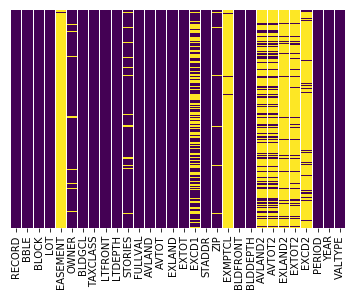 RECORD
BBLE
BLOCK
LOT
EASEMENT
OWNER
BLDGCL
TAXCLASS
LTFRONT
LTDEPTH
STORIES
FULLVAL
AVLAND
AVTOT
EXLAND
EXTOT
EXCD1
STADDR
ZIP
EXMPTCL
BLDFRONT
BLDDEPTH
AVLAND2
AVTOT2
EXLAND2
EXTOT2
EXCD2
PERIOD
YEAR
VALTYPE